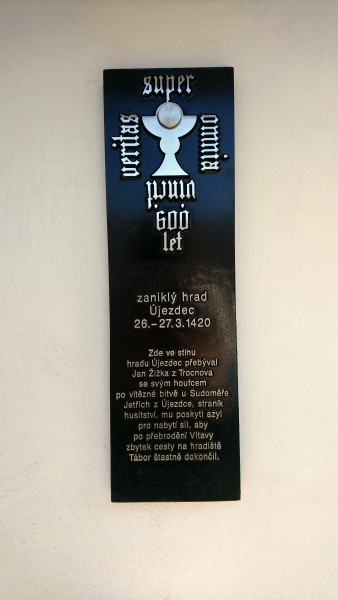 super
veritas
omnia
vincit
600
let
zaniklý hrad
Újezdec
26.–27.3.1420
Zde ve stínu
hradu Újezdec přebýval
Jan Žižka z Trocnova
se svým houfcem
po vítězné bitvě u Sudoměře
Jetřich z Újezdce, straník
husitství, mu poskytl azyl
pro nabytí sil, aby
po přebrodění Vltavy
zbytek cesty na hradiště
Tábor šťastně dokončil.